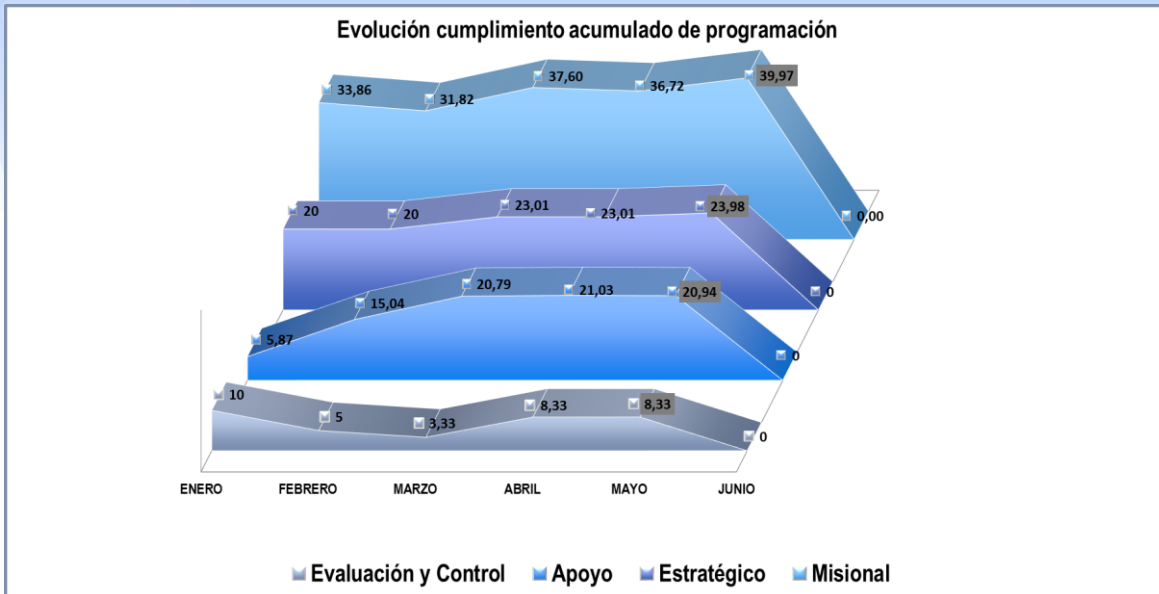 Evolución cumplimiento acumulado de programación
33,86 31,82 37,60 36,72 39,97 0,00
20 20 23,01 23,01 23,98 0
5,87 15,04 20,79 21,03 20,94 0
10 5 3,33 8,33 8,33 0
ENERO FEBRERO MARZO ABRIL MAYO JUNIO
Evaluación y Control Apoyo Estratégico Misional